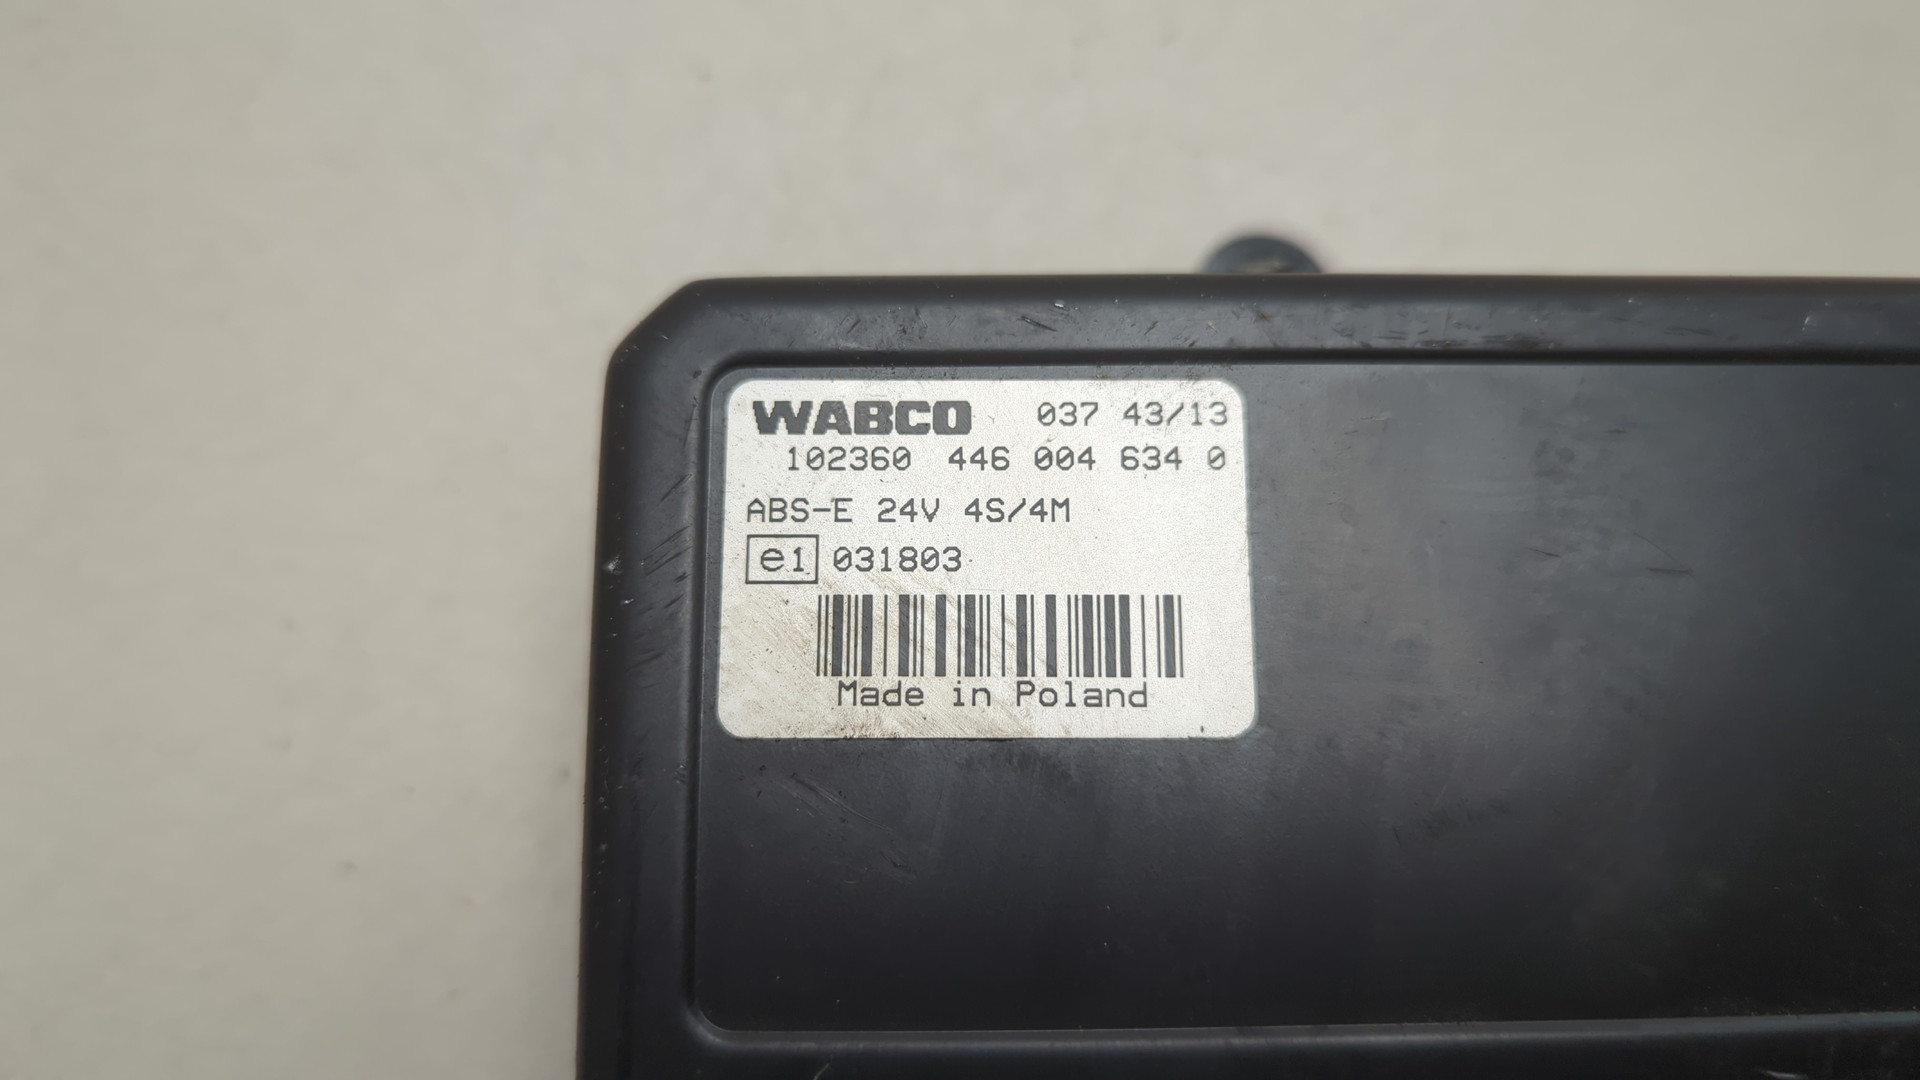 WABCO 037 43/13
102360 446 004 634 0
ABS-E 24V 4S/4M
e1 031803
Made in Poland